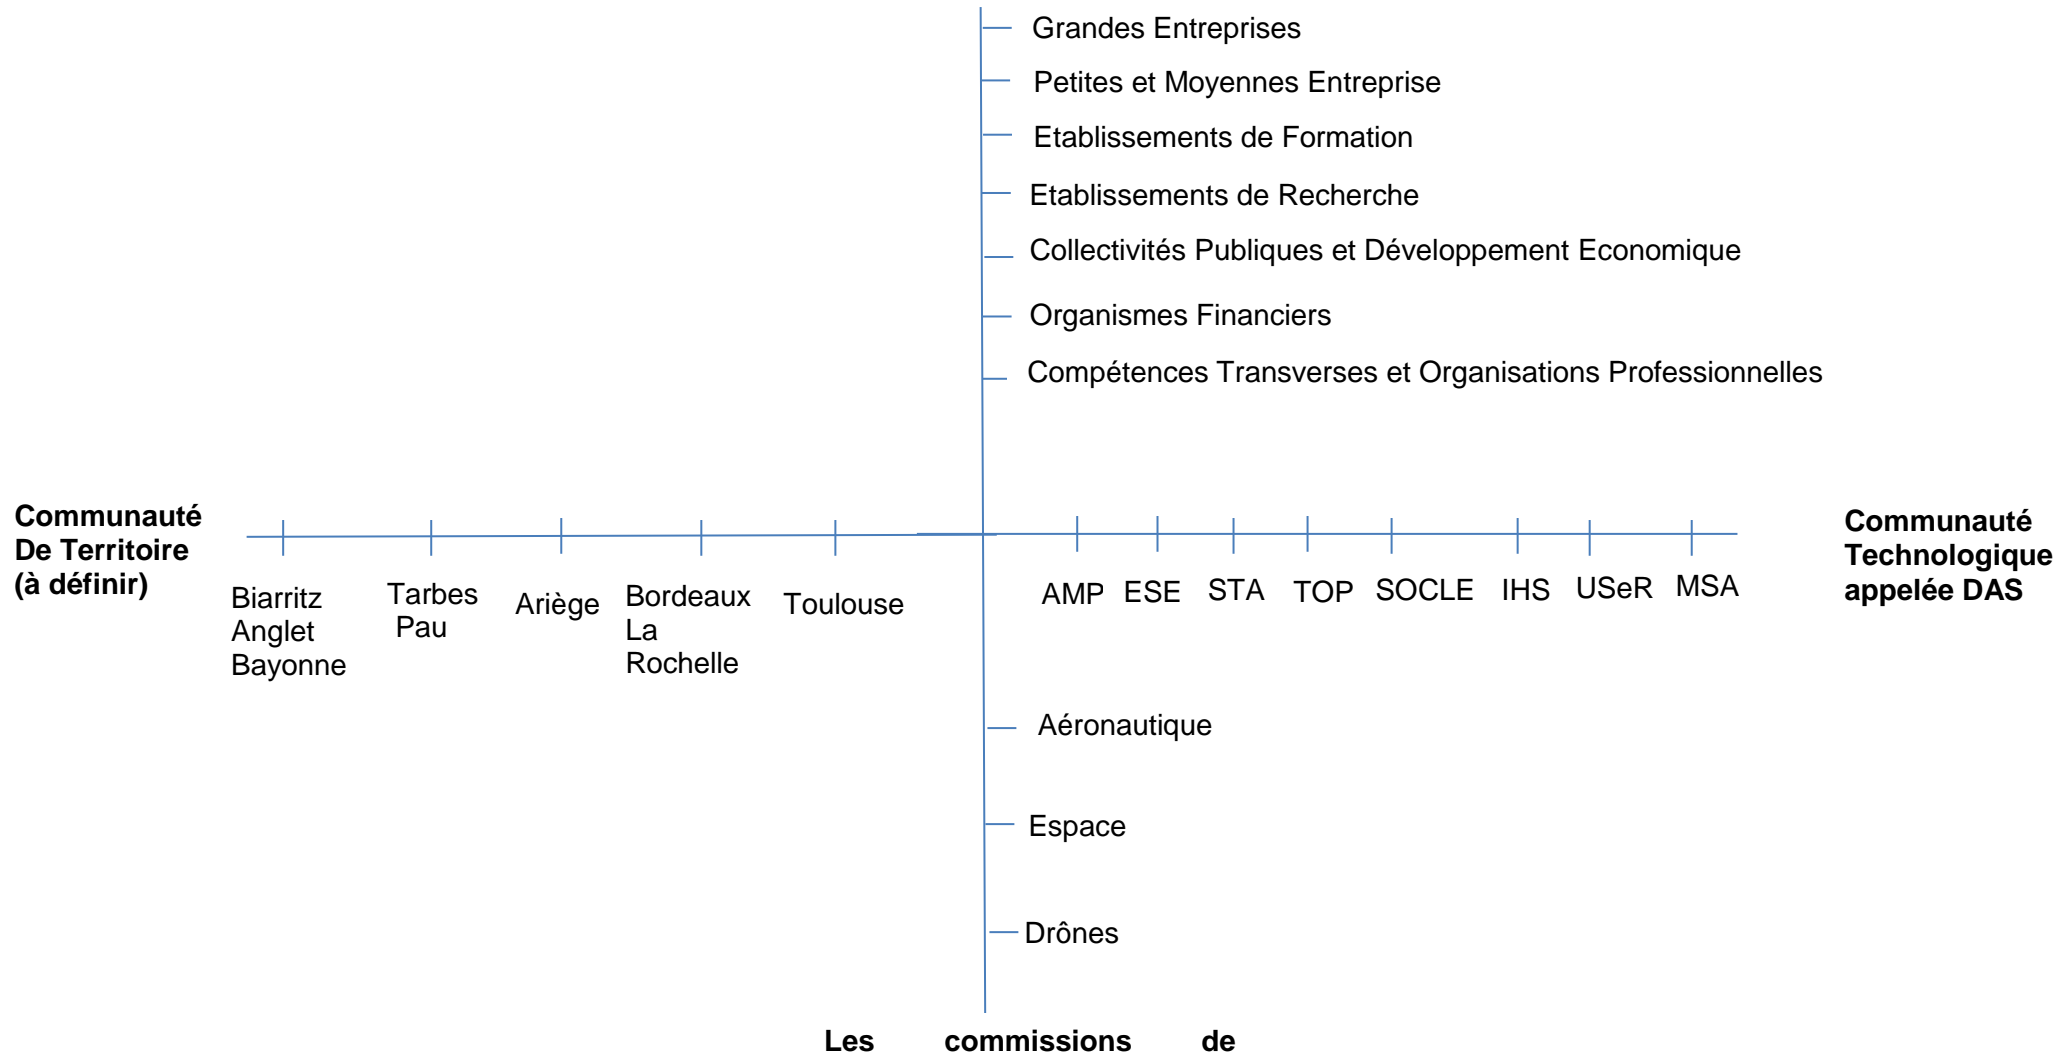 Grandes Entreprises
Petites et Moyennes Entreprise
Etablissements de Formation
Etablissements de Recherche
Collectivités Publiques et Développement Economique
Organismes Financiers
Compétences Transverses et Organisations Professionnelles
Communauté
De Territoire
(à définir)
Biarritz
Anglet
Bayonne
Tarbes
Pau
Ariège
Bordeaux
La
Rochelle
Toulouse
AMP
ESE
STA
TOP
SOCLE
IHS
USeR
MSA
Communauté
Technologique
appelée DAS
Aéronautique
Espace
Drônes
Les commissions de